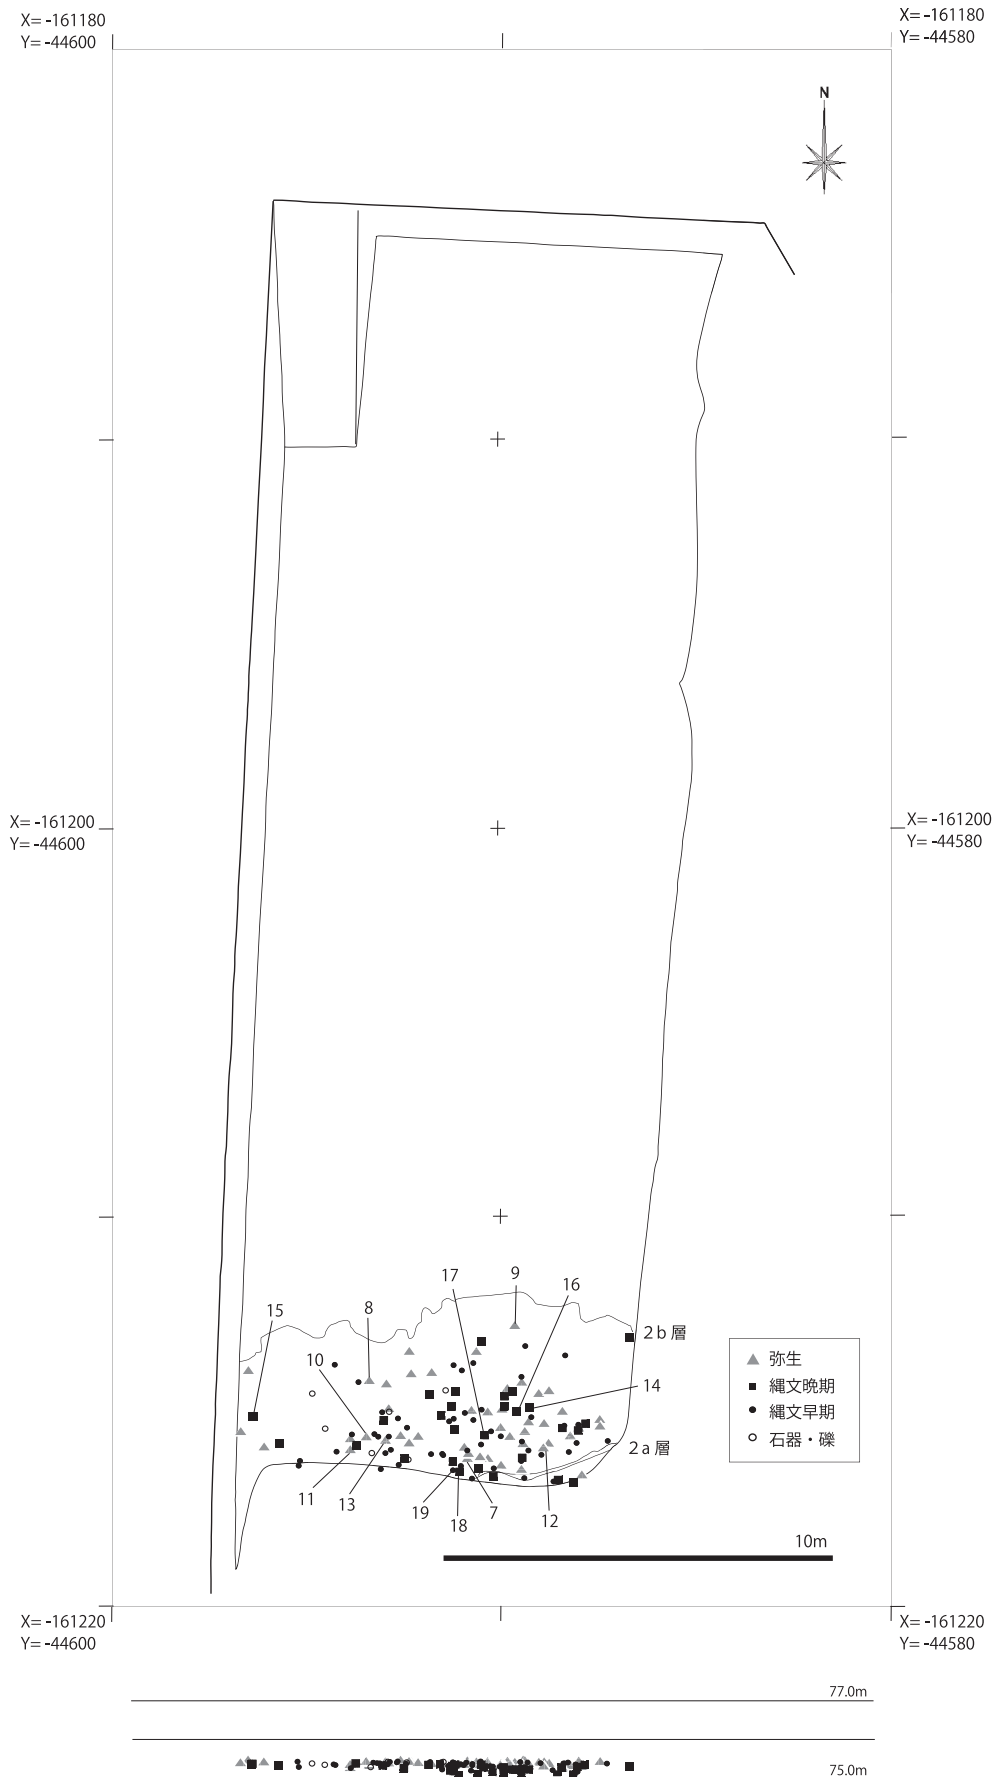 X= -161180
Y= -44600
X= -161180
Y= -44580
N
X= -161200
Y= -44600
X= -161200
Y= -44580
9
17
16
8
15
2b層
10
14
弥生
縄文晩期
縄文早期
石器・礫
2a層
11
13
19
7
18
12
10m
X= -161220
Y= -44600
X= -161220
Y= -44580
77.0m
75.0m